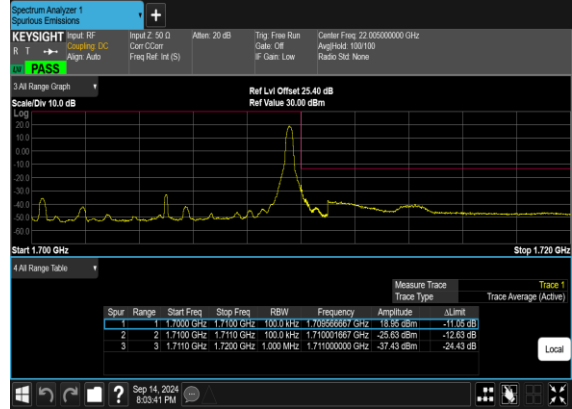 Spectrum Analyzer 1
Spurious Emissions
KEYSIGHT Input: RF Input Z: 50 Ω Atten: 20 dB Trig: Free Run Center Freq: 22.005000000 GHz
R T Coupling: DC Corr CCorr Gate: Off Avg|Hold: 100/100
Align: Auto Freq Ref: Int (S) IF Gain: Low Radio Std: None
PASS
3 All Range Graph
Ref Lvl Offset 25.40 dB
Scale/Div 10.0 dB Ref Value 30.00 dBm
Log
20.0
10.0
0.00
-10.0
-20.0
-30.0
-40.0
-50.0
-60.0
Start 1.700 GHz Stop 1.720 GHz
4 All Range Table
Measure Trace Trace 1
Trace Type Trace Average (Active)
Spur Range Start Freq Stop Freq RBW Frequency Amplitude ΔLimit
1 1 1.7000 GHz 1.7100 GHz 100.0 kHz 1.709566667 GHz 18.95 dBm -11.05 dB
2 2 1.7100 GHz 1.7110 GHz 100.0 kHz 1.710001667 GHz -25.63 dBm -12.63 dB
3 3 1.7110 GHz 1.7200 GHz 1.000 MHz 1.711000000 GHz -37.43 dBm -24.43 dB
Local
? Sep 14, 2024
8:03:41 PM